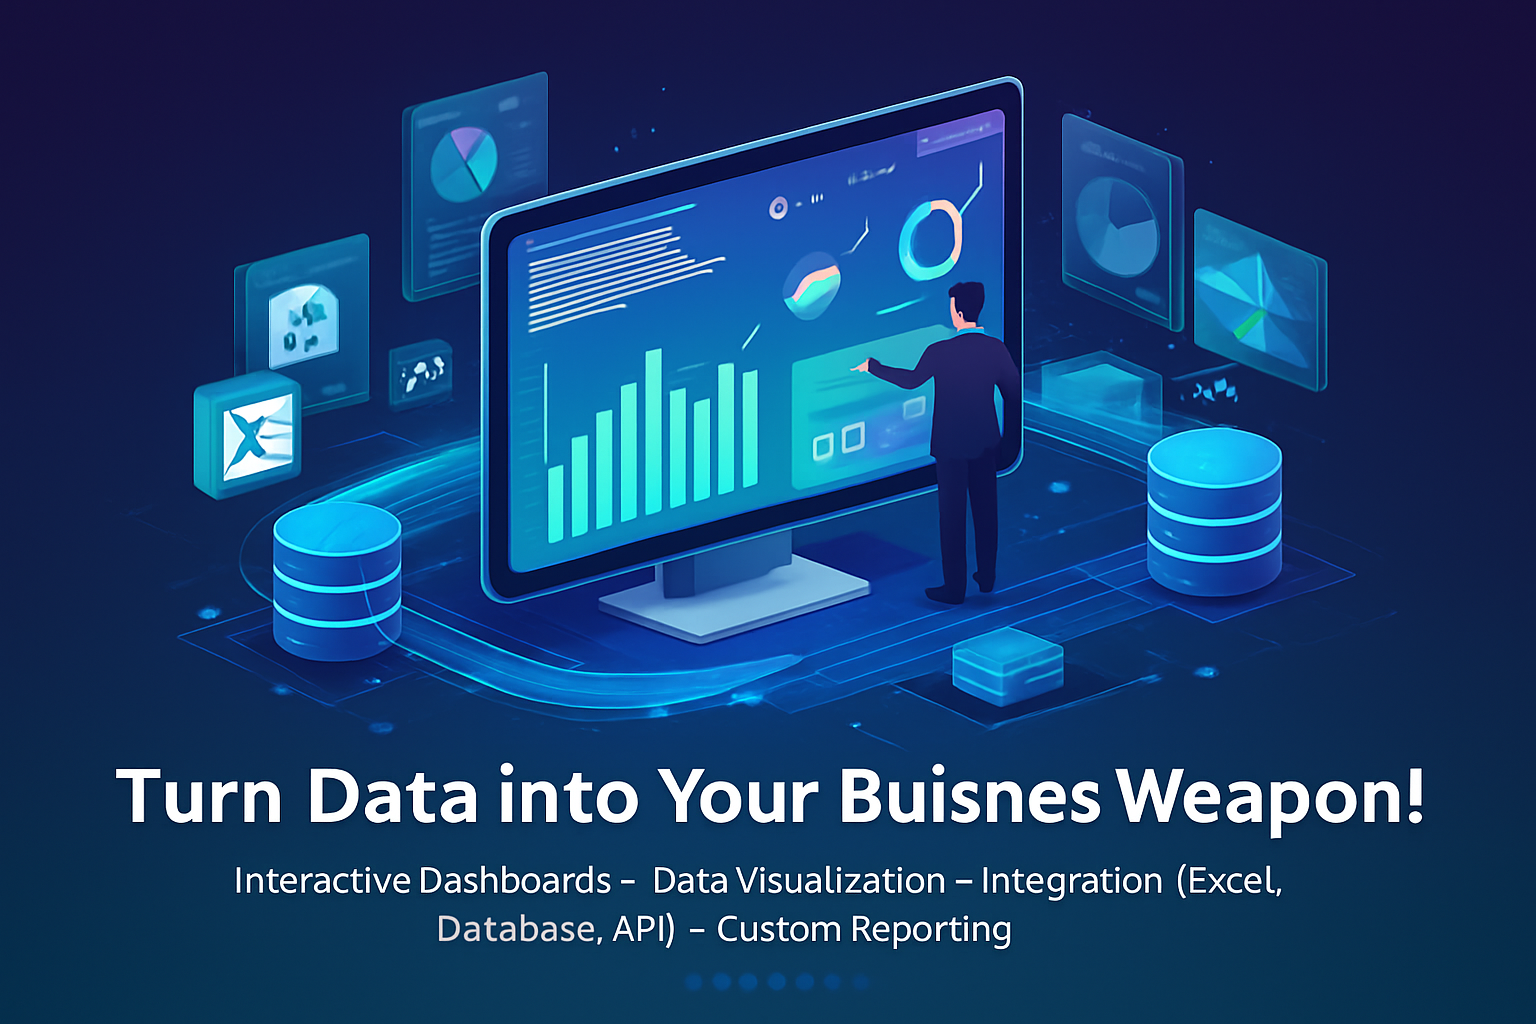 Turn Data into Your Buisnes Weapon!
Interactive Dashboards – Data Visualization – Integration (Excel,
Database, API) – Custom Reporting